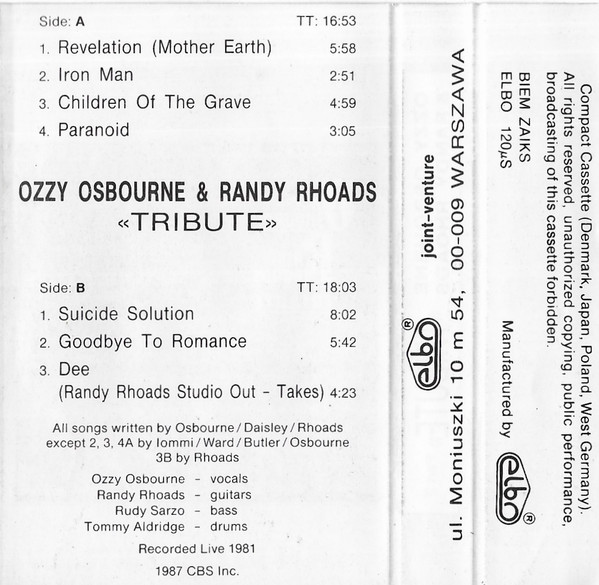 Side: A TT: 16:53
1. Revelation (Mother Earth) 5:58
2. Iron Man 2:51
3. Children Of The Grave 4:59
4. Paranoid 3:05
OZZY OSBOURNE & RANDY RHOADS
«TRIBUTE»
Side: B TT: 18:03
1. Suicide Solution 8:02
2. Goodbye To Romance 5:42
3. Dee
(Randy Rhoads Studio Out - Takes) 4:23
All songs written by Osbourne/Daisley/Rhoads
except 2, 3, 4A by Iommi/Ward/Butler/Osbourne
3B by Rhoads
Ozzy Osbourne - vocals
Randy Rhoads - guitars
Rudy Sarzo - bass
Tommy Aldridge - drums
Recorded Live 1981
1987 CBS Inc.
joint-venture
elbo ®
ul. Moniuszki 10 m 54, 00-009 WARSZAWA
Compact Cassette (Denmark, Japan, Poland, West Germany).
All rights reserved, unauthorized copying, public performance,
broadcasting of this cassette forbidden.
BIEM ZAIKS
ELBO 120µS
Manufactured by elbo ®